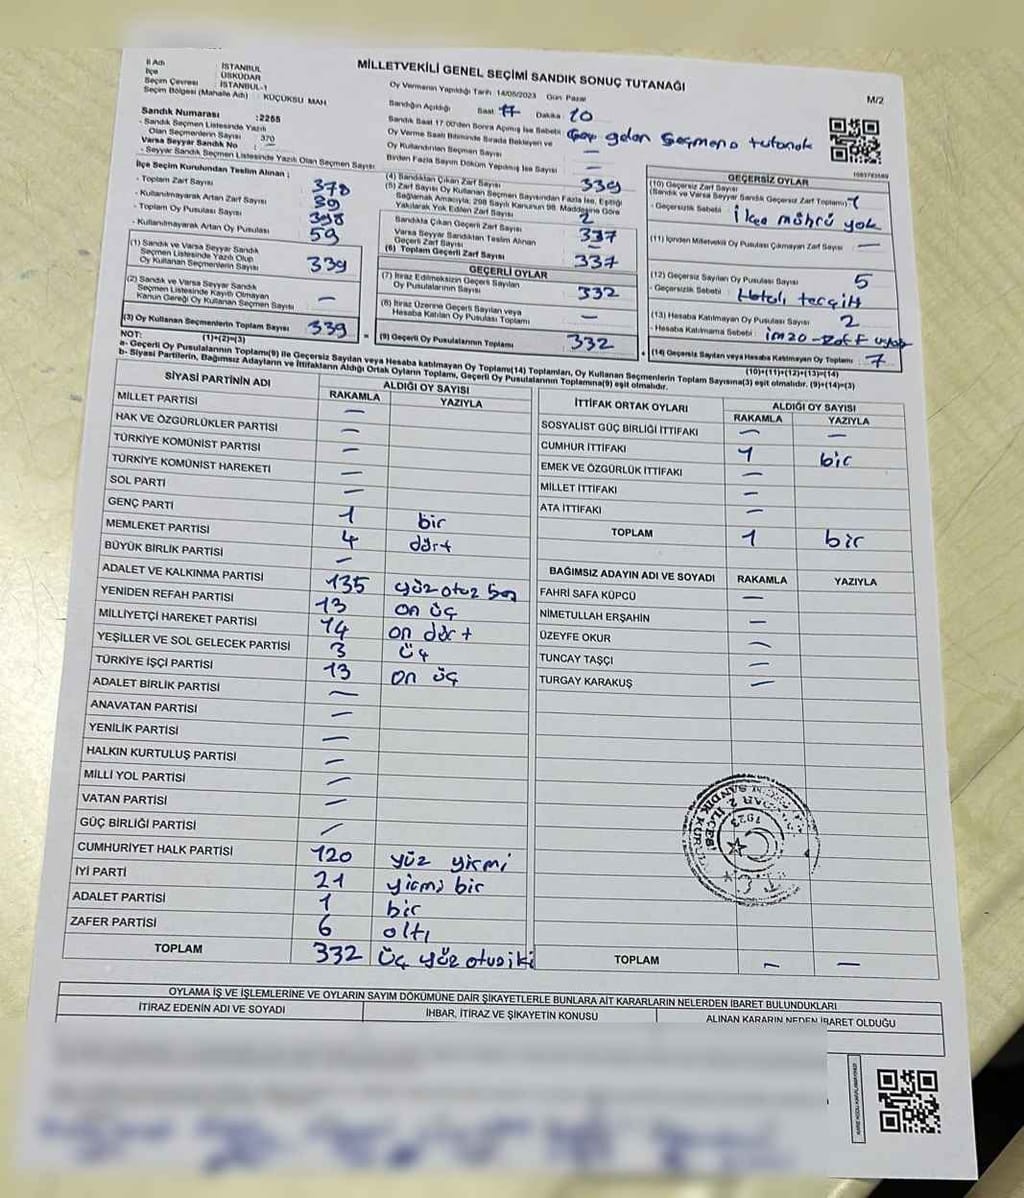 MİLLETVEKİLİ GENEL SEÇİMİ SANDIK SONUÇ TUTANAĞI
M/2
İl Adı : İSTANBUL
İlçe : ÜSKÜDAR
Seçim Çevresi : İSTANBUL-1
Seçim Bölgesi (Mahalle Adı) : KÜÇÜKSU MAH
Sandık Numarası :2265
- Sandık Seçmen Listesinde Yazılı Olan Seçmenlerin Sayısı : 370
Varsa Seyyar Sandık No : —
- Seyyar Sandık Seçmen Listesinde Yazılı Olan Seçmen Sayısı:
Oy Vermenin Yapıldığı Tarih :14/05/2023 Gün Pazar
Sandığın Açıldığı Saat 17 Dakika 10
Sandık Saat 17.00'den Sonra Açılmış İse Sebebi Geç gelen seçmene tutanak
Oy Verme Saati Bitiminde Sırada Bekleyen ve Oy Kullandırılan Seçmen Sayısı —
Birden Fazla Sayım Döküm Yapılmış İse Sayısı —
İlçe Seçim Kurulundan Teslim Alınan ;
- Toplam Zarf Sayısı 378
- Kullanılmayarak Artan Zarf Sayısı 39
- Toplam Oy Pusulası Sayısı 398
- Kullanılmayarak Artan Oy Pusulası 59
(1) Sandık ve Varsa Seyyar Sandık Seçmen Listesinde Yazılı Olup Oy Kullanan Seçmenlerin Sayısı 339
(2) Sandık ve Varsa Seyyar Sandık Seçmen Listesinde Kayıtlı Olmayan Kanun Gereği Oy Kullanan Seçmen Sayısı —
(3) Oy Kullanan Seçmenlerin Toplam Sayısı 339
(1)+(2)=(3)
(4) Sandıktan Çıkan Zarf Sayısı 339
(5) Zarf Sayısı Oy Kullanan Seçmen Sayısından Fazla İse, Eşitliği Sağlamak Amacıyla; 298 Sayılı Kanunun 98. Maddesine Göre Yakılarak Yok Edilen Zarf Sayısı 2
Sandıkta Çıkan Geçerli Zarf Sayısı 337
Varsa Seyyar Sandıktan Teslim Alınan Geçerli Zarf Sayısı —
(6) Toplam Geçerli Zarf Sayısı 337
GEÇERLİ OYLAR
(7) İtiraz Edilmeksizin Geçerli Sayılan Oy Pusulalarının Sayısı 332
(8) İtiraz Üzerine Geçerli Sayılan veya Hesaba Katılan Oy Pusulası Toplamı —
(9) Geçerli Oy Pusulalarının Toplamı 332
GEÇERSİZ OYLAR
(10) Geçersiz Zarf Sayısı
(Sandık ve Varsa Seyyar Sandık Geçersiz Zarf Toplamı)
- Geçersizlik Sebebi İlçe mührü yok
(11) İçinden Milletvekili Oy Pusulası Çıkmayan Zarf Sayısı —
(12) Geçersiz Sayılan Oy Pusulası Sayısı 5
- Geçersizlik Sebebi Hatalı tercih
(13) Hesaba Katılmayan Oy Pusulası Sayısı 2
- Hesaba Katılmama Sebebi imza
(14) Geçersiz Sayılan veya Hesaba Katılmayan Oy Toplamı 7
(10)+(11)+(12)+(13)=(14)
NOT:
a- Geçerli Oy Pusulalarının Toplamı(9) ile Geçersiz Sayılan veya Hesaba katılmayan Oy Toplamı(14) Toplamları, Oy Kullanan Seçmenlerin Toplam Sayısına(3) eşit olmalıdır. (9)+(14)=(3)
b- Siyasi Partilerin, Bağımsız Adayların ve İttifakların Aldığı Ortak Oyların Toplamı, Geçerli Oy Pusulalarının Toplamına(9) eşit olmalıdır.
SİYASİ PARTİNİN ADI ALDIĞI OY SAYISI
RAKAMLA YAZIYLA
MİLLET PARTİSİ —
HAK VE ÖZGÜRLÜKLER PARTİSİ —
TÜRKİYE KOMÜNİST PARTİSİ —
TÜRKİYE KOMÜNİST HAREKETİ —
SOL PARTİ —
GENÇ PARTİ 1 bir
MEMLEKET PARTİSİ 4 dört
BÜYÜK BİRLİK PARTİSİ —
ADALET VE KALKINMA PARTİSİ 135 yüz otuz beş
YENİDEN REFAH PARTİSİ 13 on üç
MİLLİYETÇİ HAREKET PARTİSİ 14 on dört
YEŞİLLER VE SOL GELECEK PARTİSİ 3 üç
TÜRKİYE İŞÇİ PARTİSİ 13 on üç
ADALET BİRLİK PARTİSİ —
ANAVATAN PARTİSİ —
YENİLİK PARTİSİ —
HALKIN KURTULUŞ PARTİSİ —
MİLLİ YOL PARTİSİ —
VATAN PARTİSİ —
GÜÇ BİRLİĞİ PARTİSİ —
CUMHURİYET HALK PARTİSİ 120 yüz yirmi
İYİ PARTİ 21 yirmi bir
ADALET PARTİSİ 1 bir
ZAFER PARTİSİ 6 altı
TOPLAM 332 üç yüz otuz iki
İTTİFAK ORTAK OYLARI ALDIĞI OY SAYISI
RAKAMLA YAZIYLA
SOSYALİST GÜÇ BİRLİĞİ İTTİFAKI — —
CUMHUR İTTİFAKI 1 bir
EMEK VE ÖZGÜRLÜK İTTİFAKI —
MİLLET İTTİFAKI —
ATA İTTİFAKI —
TOPLAM 1 bir
BAĞIMSIZ ADAYIN ADI VE SOYADI RAKAMLA YAZIYLA
FAHRİ SAFA KÜPCÜ —
NİMETULLAH ERŞAHİN —
ÜZEYFE OKUR —
TUNCAY TAŞÇI —
TURGAY KARAKUŞ —
TOPLAM — —
OYLAMA İŞ VE İŞLEMLERİNE VE OYLARIN SAYIM DÖKÜMÜNE DAİR ŞİKAYETLERLE BUNLARA AİT KARARLARIN NELERDEN İBARET BULUNDUKLARI
İTİRAZ EDENİN ADI VE SOYADI İHBAR, İTİRAZ VE ŞİKAYETİN KONUSU ALINAN KARARIN NEDEN İBARET OLDUĞU